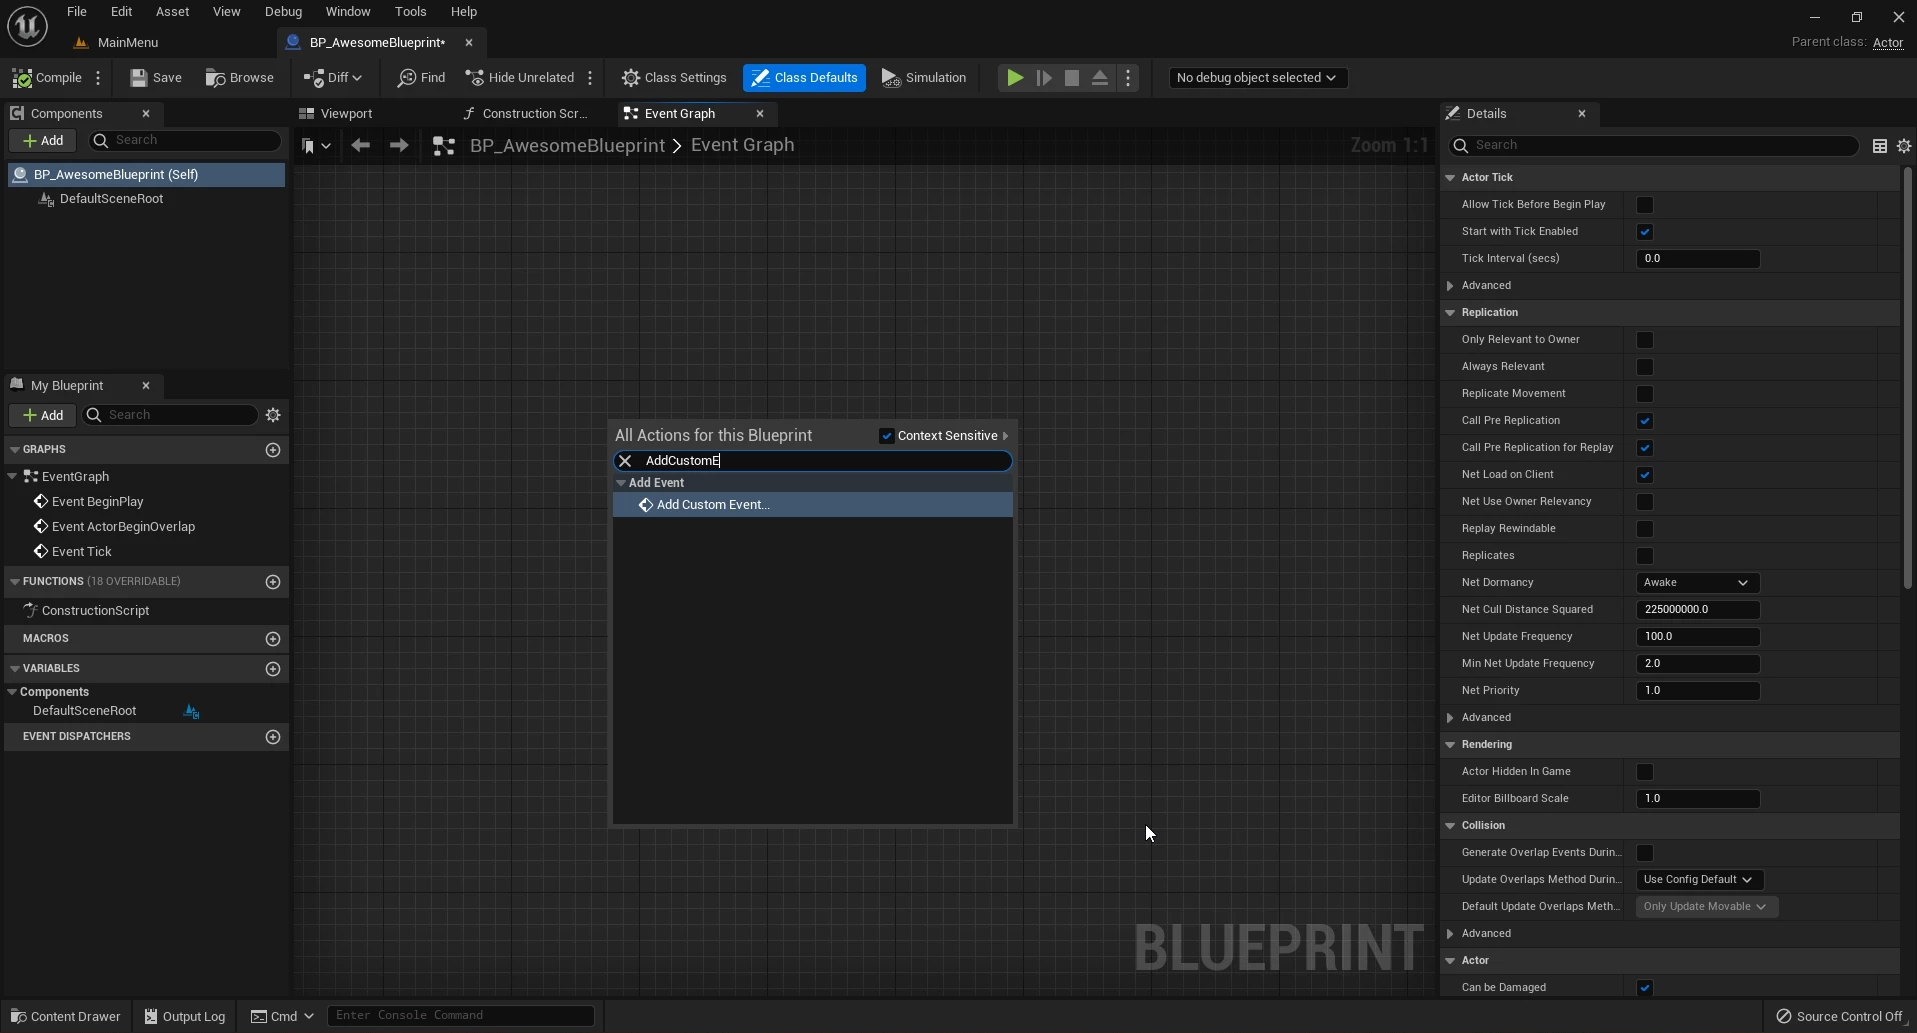 File Edit Asset View Debug Window Tools Help
MainMenu BP_AwesomeBlueprint*
Parent class: Actor
Compile Save Browse Diff Find Hide Unrelated Class Settings Class Defaults Simulation No debug object selected
Components
Add Search
BP_AwesomeBlueprint (Self)
DefaultSceneRoot
My Blueprint
Add Search
GRAPHS
EventGraph
Event BeginPlay
Event ActorBeginOverlap
Event Tick
FUNCTIONS (18 OVERRIDABLE)
ConstructionScript
MACROS
VARIABLES
Components
DefaultSceneRoot
EVENT DISPATCHERS
Viewport Construction Scr... Event Graph
BP_AwesomeBlueprint > Event Graph Zoom 1:1
All Actions for this Blueprint Context Sensitive
AddCustomE
Add Event
Add Custom Event...
BLUEPRINT
Details
Search
Actor Tick
Allow Tick Before Begin Play
Start with Tick Enabled
Tick Interval (secs) 0.0
Advanced
Replication
Only Relevant to Owner
Always Relevant
Replicate Movement
Call Pre Replication
Call Pre Replication for Replay
Net Load on Client
Net Use Owner Relevancy
Replay Rewindable
Replicates
Net Dormancy Awake
Net Cull Distance Squared 225000000.0
Net Update Frequency 100.0
Min Net Update Frequency 2.0
Net Priority 1.0
Advanced
Rendering
Actor Hidden In Game
Editor Billboard Scale 1.0
Collision
Generate Overlap Events Durin...
Update Overlaps Method Durin... Use Config Default
Default Update Overlaps Meth... Only Update Movable
Advanced
Actor
Can be Damaged
Content Drawer Output Log Cmd Enter Console Command Source Control Off